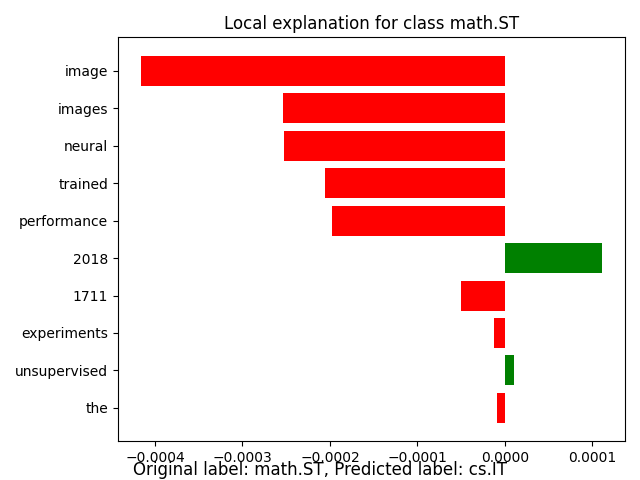 Local explanation for class math.ST
image
images
neural
trained
performance
2018
1711
experiments
unsupervised
the
−0.0004 −0.0003 −0.0002 −0.0001 0.0000 0.0001
Original label: math.ST, Predicted label: cs.IT